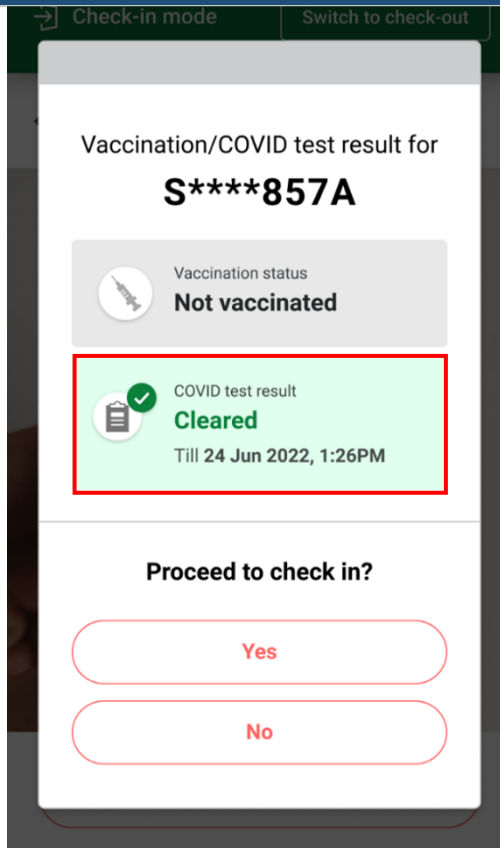 Check-in mode
Switch to check-out
Vaccination/COVID test result for
S****857A
Vaccination status
Not vaccinated
COVID test result
Cleared
Till 24 Jun 2022, 1:26PM
Proceed to check in?
Yes
No